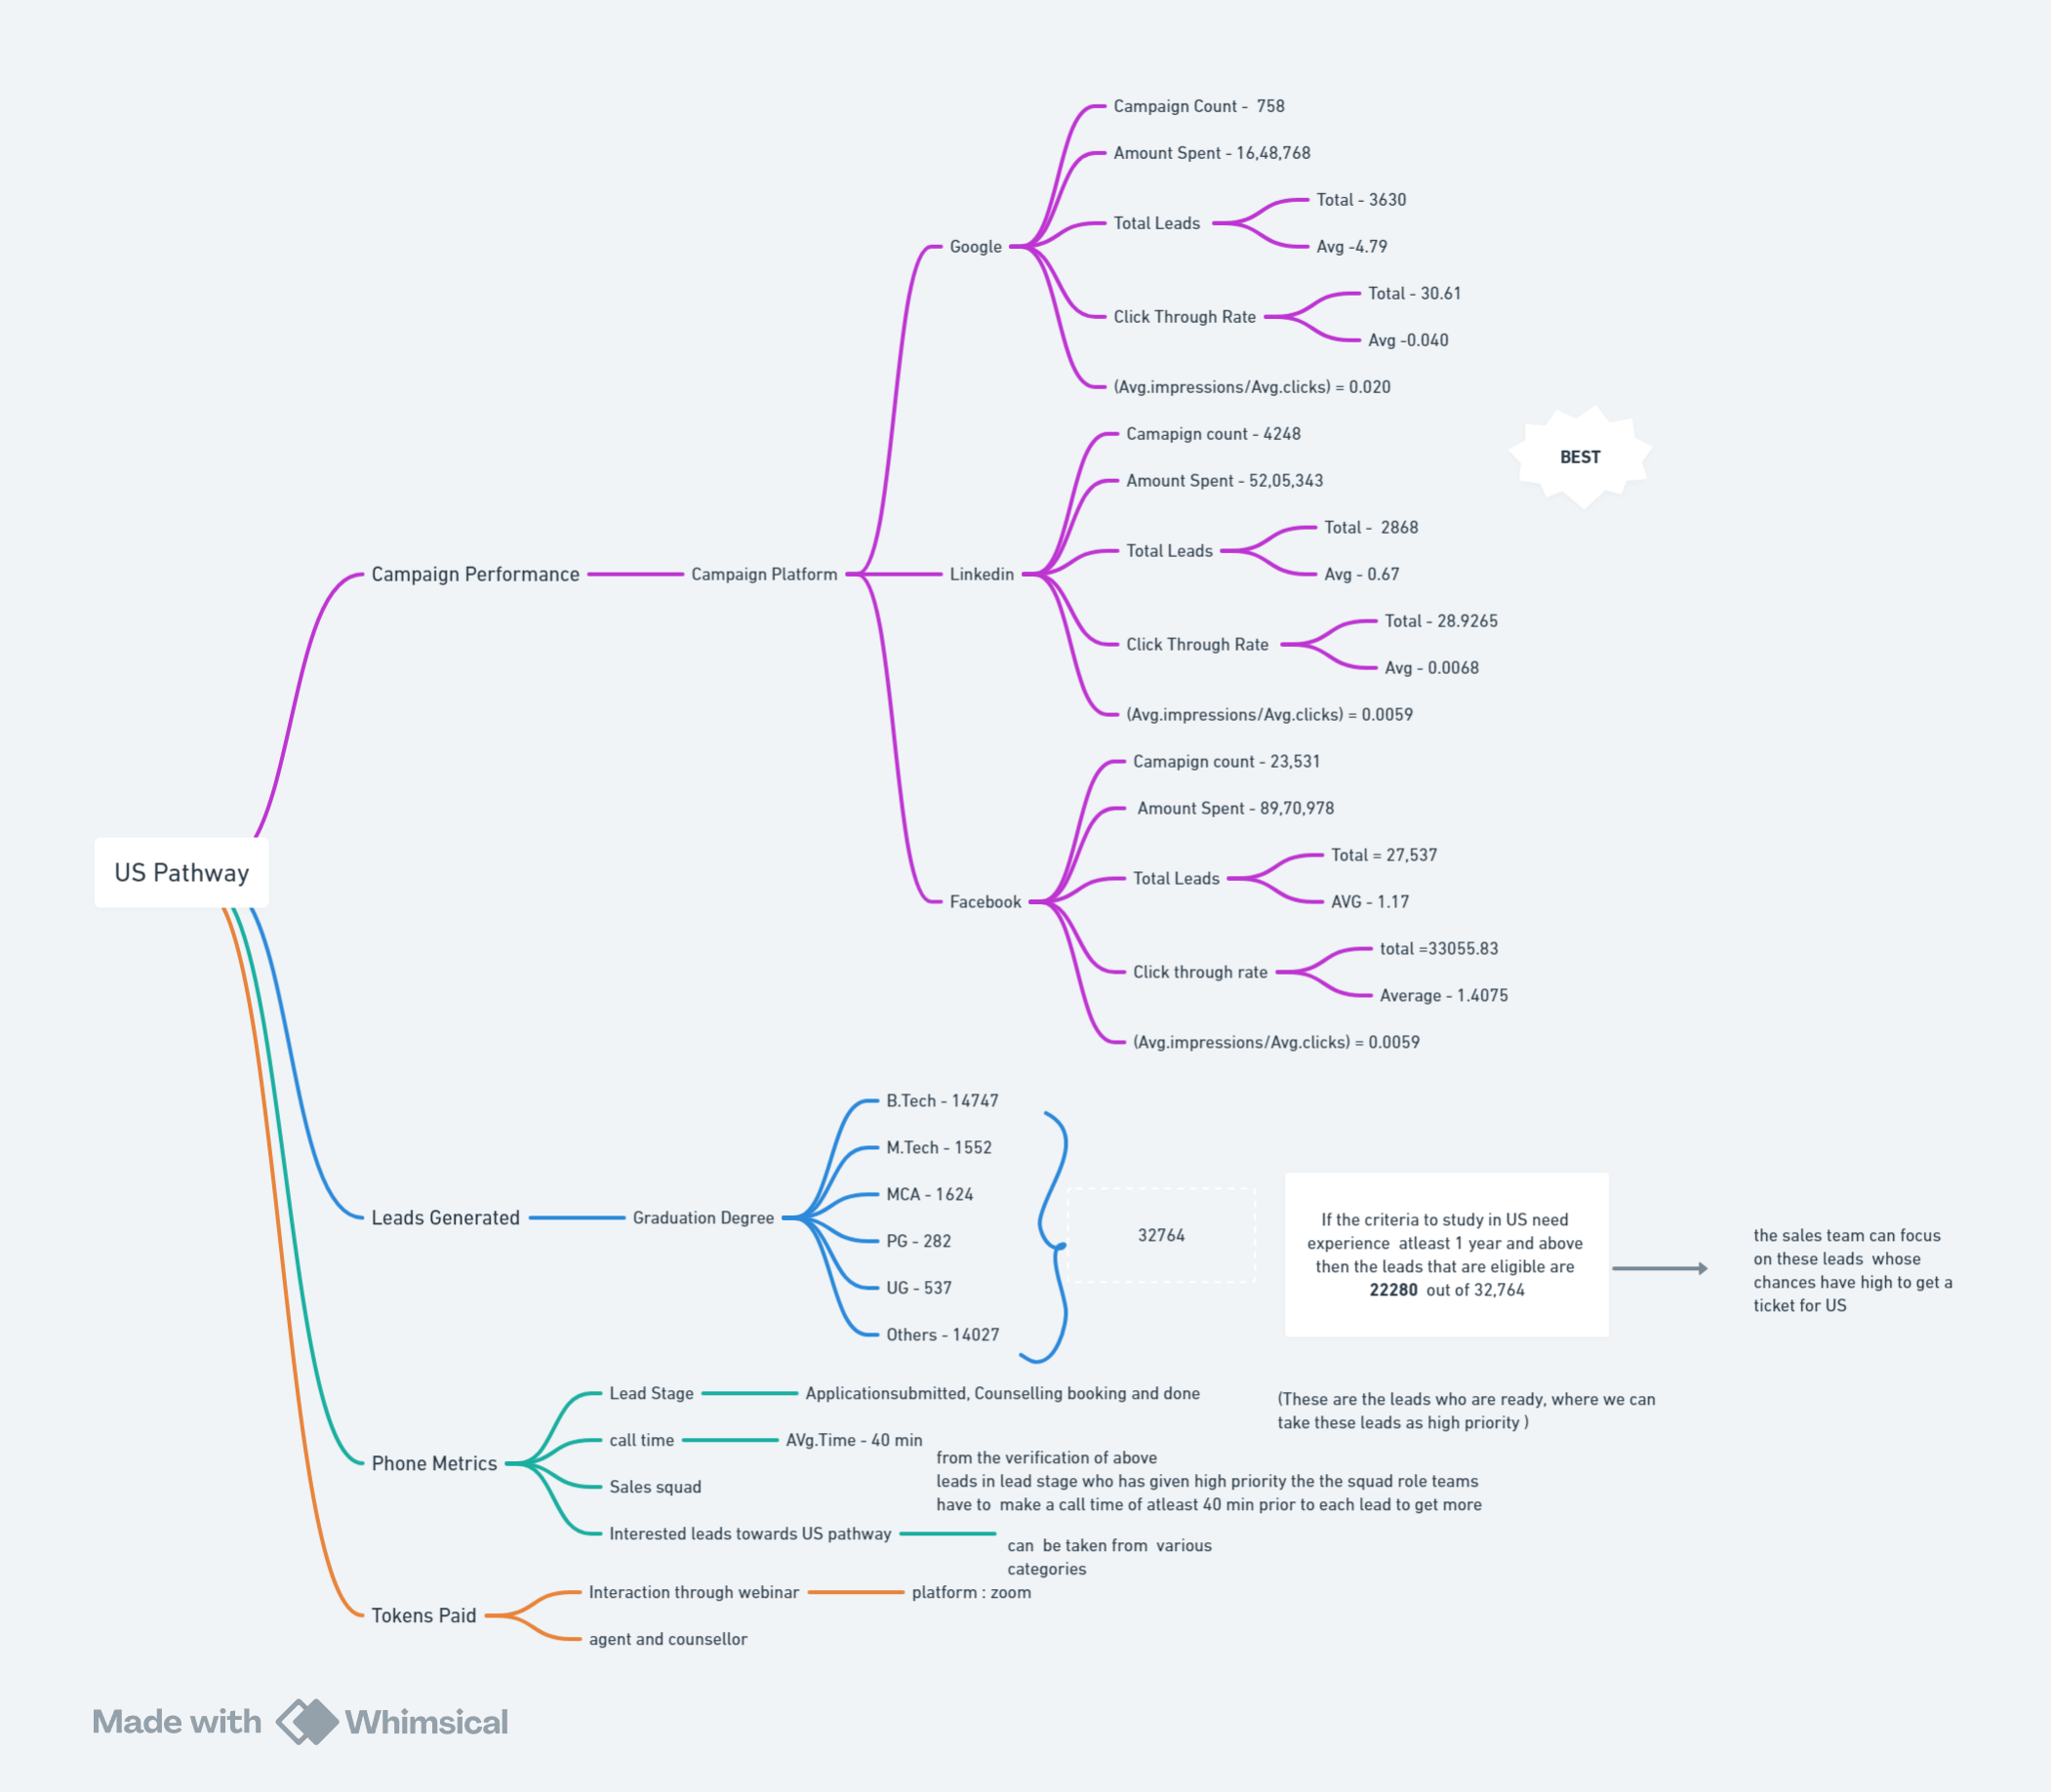 US Pathway
Campaign Performance
Campaign Platform
Google
Campaign Count -  758
Amount Spent - 16,48,768
Total Leads
Total - 3630
Avg -4.79
Click Through Rate
Total - 30.61
Avg -0.040
(Avg.impressions/Avg.clicks) = 0.020
BEST
Linkedin
Camapign count - 4248
Amount Spent - 52,05,343
Total Leads
Total -  2868
Avg - 0.67
Click Through Rate
Total - 28.9265
Avg - 0.0068
(Avg.impressions/Avg.clicks) = 0.0059
Facebook
Camapign count - 23,531
Amount Spent - 89,70,978
Total Leads
Total = 27,537
AVG - 1.17
Click through rate
total =33055.83
Average - 1.4075
(Avg.impressions/Avg.clicks) = 0.0059
Leads Generated
Graduation Degree
B.Tech - 14747
M.Tech - 1552
MCA - 1624
PG - 282
UG - 537
Others - 14027
32764
If the criteria to study in US need
experience  atleast 1 year and above
then the leads that are eligible are
22280  out of 32,764
the sales team can focus
on these leads  whose
chances have high to get a
ticket for US
Phone Metrics
Lead Stage
Applicationsubmitted, Counselling booking and done
(These are the leads who are ready, where we can
take these leads as high priority )
call time
AVg.Time - 40 min
from the verification of above
leads in lead stage who has given high priority the the squad role teams
have to  make a call time of atleast 40 min prior to each lead to get more
Sales squad
Interested leads towards US pathway
can  be taken from  various
categories
Tokens Paid
Interaction through webinar
platform : zoom
agent and counsellor
Made with Whimsical